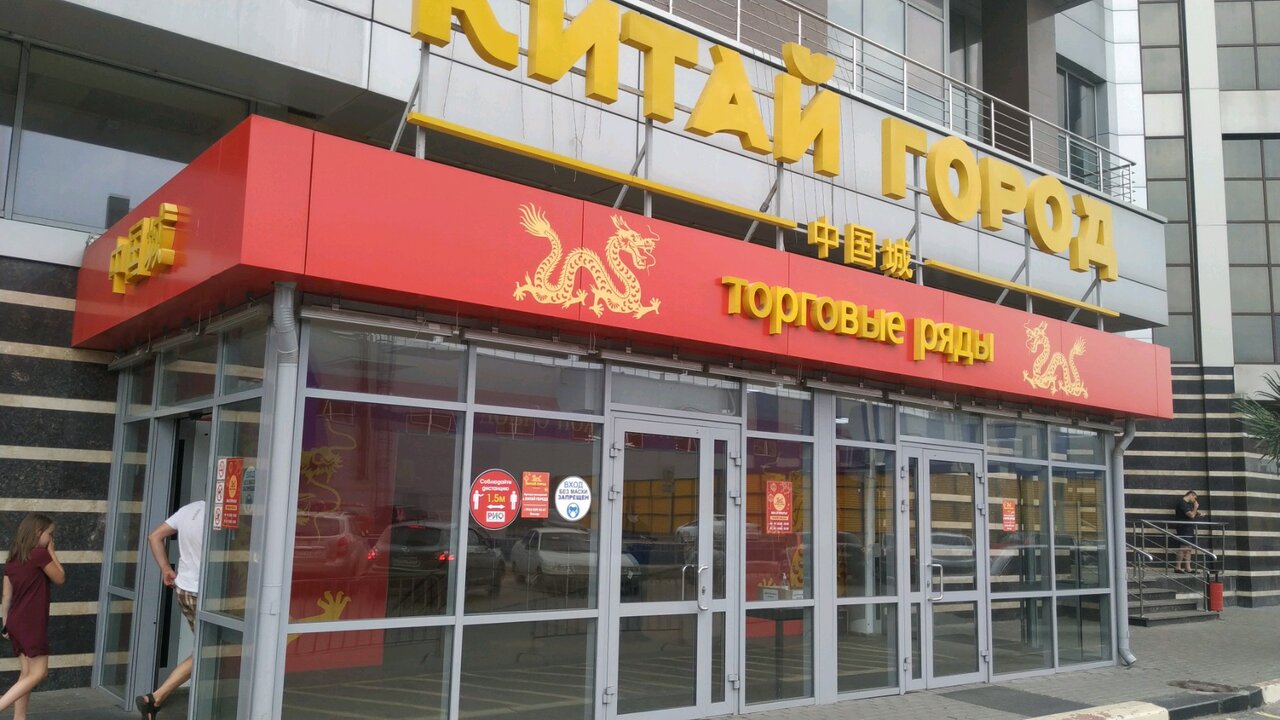 КИТАЙ ГОРОД
中国城
中国城
торговые ряды
Соблюдайте
дистанцию
1.5м
РИО
ВХОД
БЕЗ МАСКИ
ЗАПРЕЩЕН